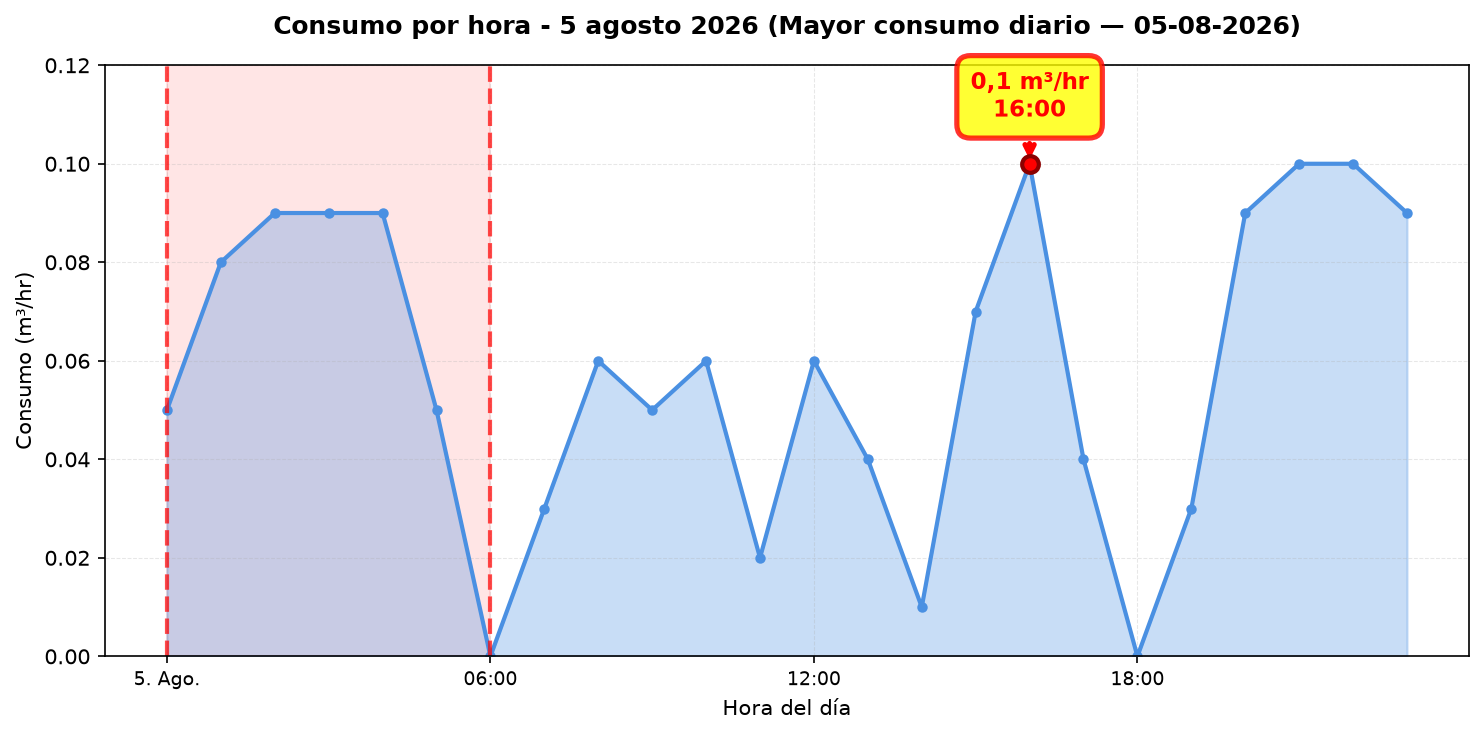 Consumo por hora - 5 agosto 2026 (Mayor consumo diario — 05-08-2026)
0,1 m³/hr
16:00
Consumo (m³/hr)
0.12
0.10
0.08
0.06
0.04
0.02
0.00
5. Ago.
06:00
12:00
18:00
Hora del día